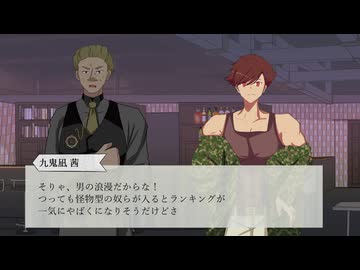 九鬼凪 茜
そりゃ、男の浪漫だからな！
つっても怪物型の奴らが入るとランキングが
一気にやばくになりそうだけどさ